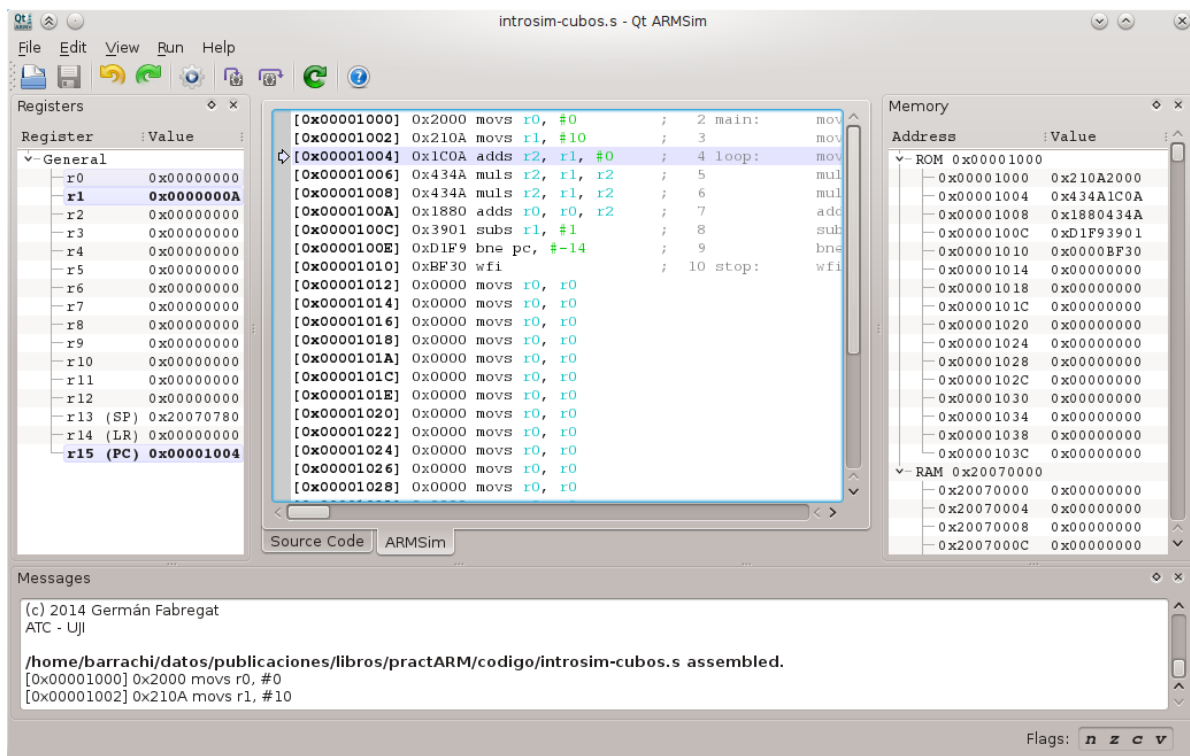 introsim-cubos.s - Qt ARMSim
File Edit View Run Help
Registers
Register Value
General
r0 0x00000000
r1 0x0000000A
r2 0x00000000
r3 0x00000000
r4 0x00000000
r5 0x00000000
r6 0x00000000
r7 0x00000000
r8 0x00000000
r9 0x00000000
r10 0x00000000
r11 0x00000000
r12 0x00000000
r13 (SP) 0x20070780
r14 (LR) 0x00000000
r15 (PC) 0x00001004
[0x00001000] 0x2000 movs r0, #0 ; 2 main: mov
[0x00001002] 0x210A movs r1, #10 ; 3
[0x00001004] 0x1C0A adds r2, r1, #0 ; 4 loop: mov
[0x00001006] 0x434A muls r2, r1, r2 ; 5 mul
[0x00001008] 0x434A muls r2, r1, r2 ; 6 mul
[0x0000100A] 0x1880 adds r0, r0, r2 ; 7 add
[0x0000100C] 0x3901 subs r1, #1 ; 8 sub
[0x0000100E] 0xD1F9 bne pc, #-14 ; 9 bne
[0x00001010] 0xBF30 wfi ; 10 stop: wfi
[0x00001012] 0x0000 movs r0, r0
[0x00001014] 0x0000 movs r0, r0
[0x00001016] 0x0000 movs r0, r0
[0x00001018] 0x0000 movs r0, r0
[0x0000101A] 0x0000 movs r0, r0
[0x0000101C] 0x0000 movs r0, r0
[0x0000101E] 0x0000 movs r0, r0
[0x00001020] 0x0000 movs r0, r0
[0x00001022] 0x0000 movs r0, r0
[0x00001024] 0x0000 movs r0, r0
[0x00001026] 0x0000 movs r0, r0
[0x00001028] 0x0000 movs r0, r0
Source Code ARMSim
Memory
Address Value
ROM 0x00001000
0x00001000 0x210A2000
0x00001004 0x434A1C0A
0x00001008 0x1880434A
0x0000100C 0xD1F93901
0x00001010 0x0000BF30
0x00001014 0x00000000
0x00001018 0x00000000
0x0000101C 0x00000000
0x00001020 0x00000000
0x00001024 0x00000000
0x00001028 0x00000000
0x0000102C 0x00000000
0x00001030 0x00000000
0x00001034 0x00000000
0x00001038 0x00000000
0x0000103C 0x00000000
RAM 0x20070000
0x20070000 0x00000000
0x20070004 0x00000000
0x20070008 0x00000000
0x2007000C 0x00000000
Messages
(c) 2014 Germán Fabregat
ATC - UJI
/home/barrachi/datos/publicaciones/libros/practARM/codigo/introsim-cubos.s assembled.
[0x00001000] 0x2000 movs r0, #0
[0x00001002] 0x210A movs r1, #10
Flags: n z c v